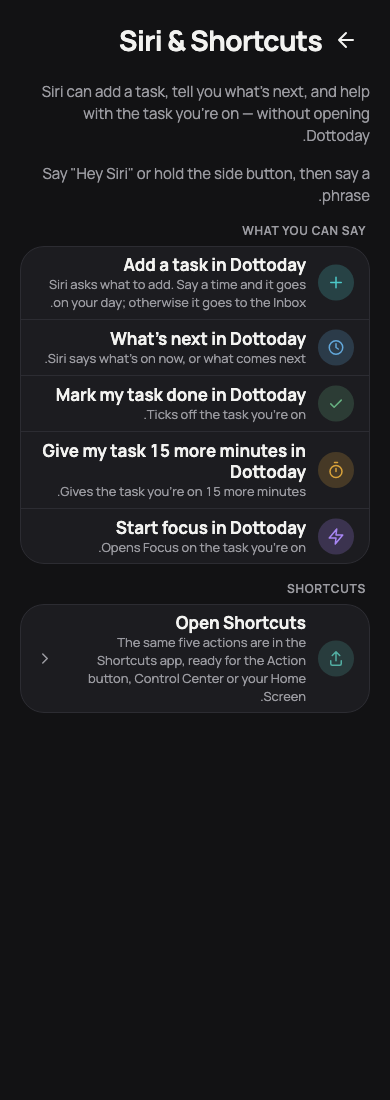 Siri & Shortcuts
Siri can add a task, tell you what's next, and help
with the task you're on — without opening
Dottoday.
Say "Hey Siri" or hold the side button, then say a
phrase.
WHAT YOU CAN SAY
Add a task in Dottoday
Siri asks what to add. Say a time and it goes
on your day; otherwise it goes to the Inbox.
What's next in Dottoday
Siri says what's on now, or what comes next.
Mark my task done in Dottoday
Ticks off the task you're on.
Give my task 15 more minutes in
Dottoday
Gives the task you're on 15 more minutes.
Start focus in Dottoday
Opens Focus on the task you're on.
SHORTCUTS
Open Shortcuts
The same five actions are in the
Shortcuts app, ready for the Action
button, Control Center or your Home
Screen.